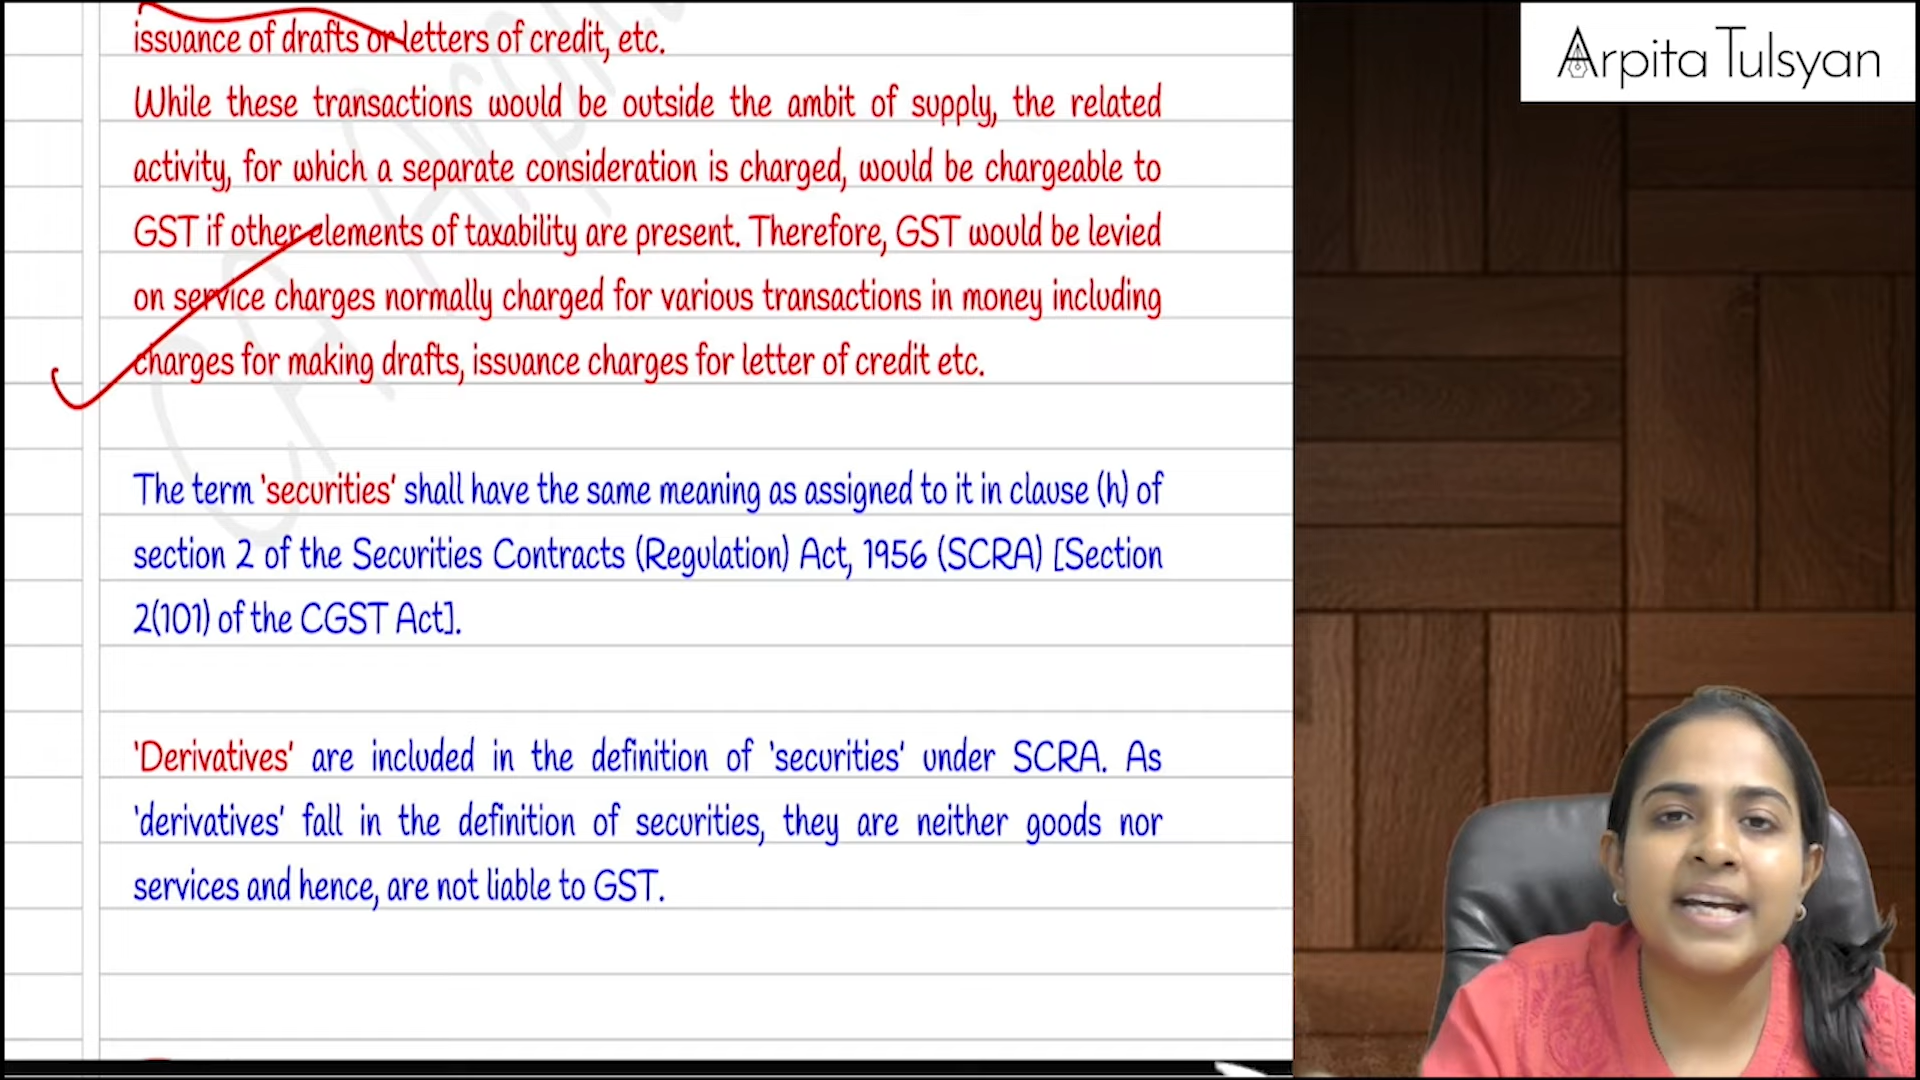 Arpita Tulsyan
issuance of drafts or letters of credit, etc.
While these transactions would be outside the ambit of supply, the related
activity, for which a separate consideration is charged, would be chargeable to
GST if other elements of taxability are present. Therefore, GST would be levied
on service charges normally charged for various transactions in money including
charges for making drafts, issuance charges for letter of credit etc.
The term 'securities' shall have the same meaning as assigned to it in clause (h) of
section 2 of the Securities Contracts (Regulation) Act, 1956 (SCRA) [Section
2(101) of the CGST Act].
'Derivatives' are included in the definition of 'securities' under SCRA. As
'derivatives' fall in the definition of securities, they are neither goods nor
services and hence, are not liable to GST.